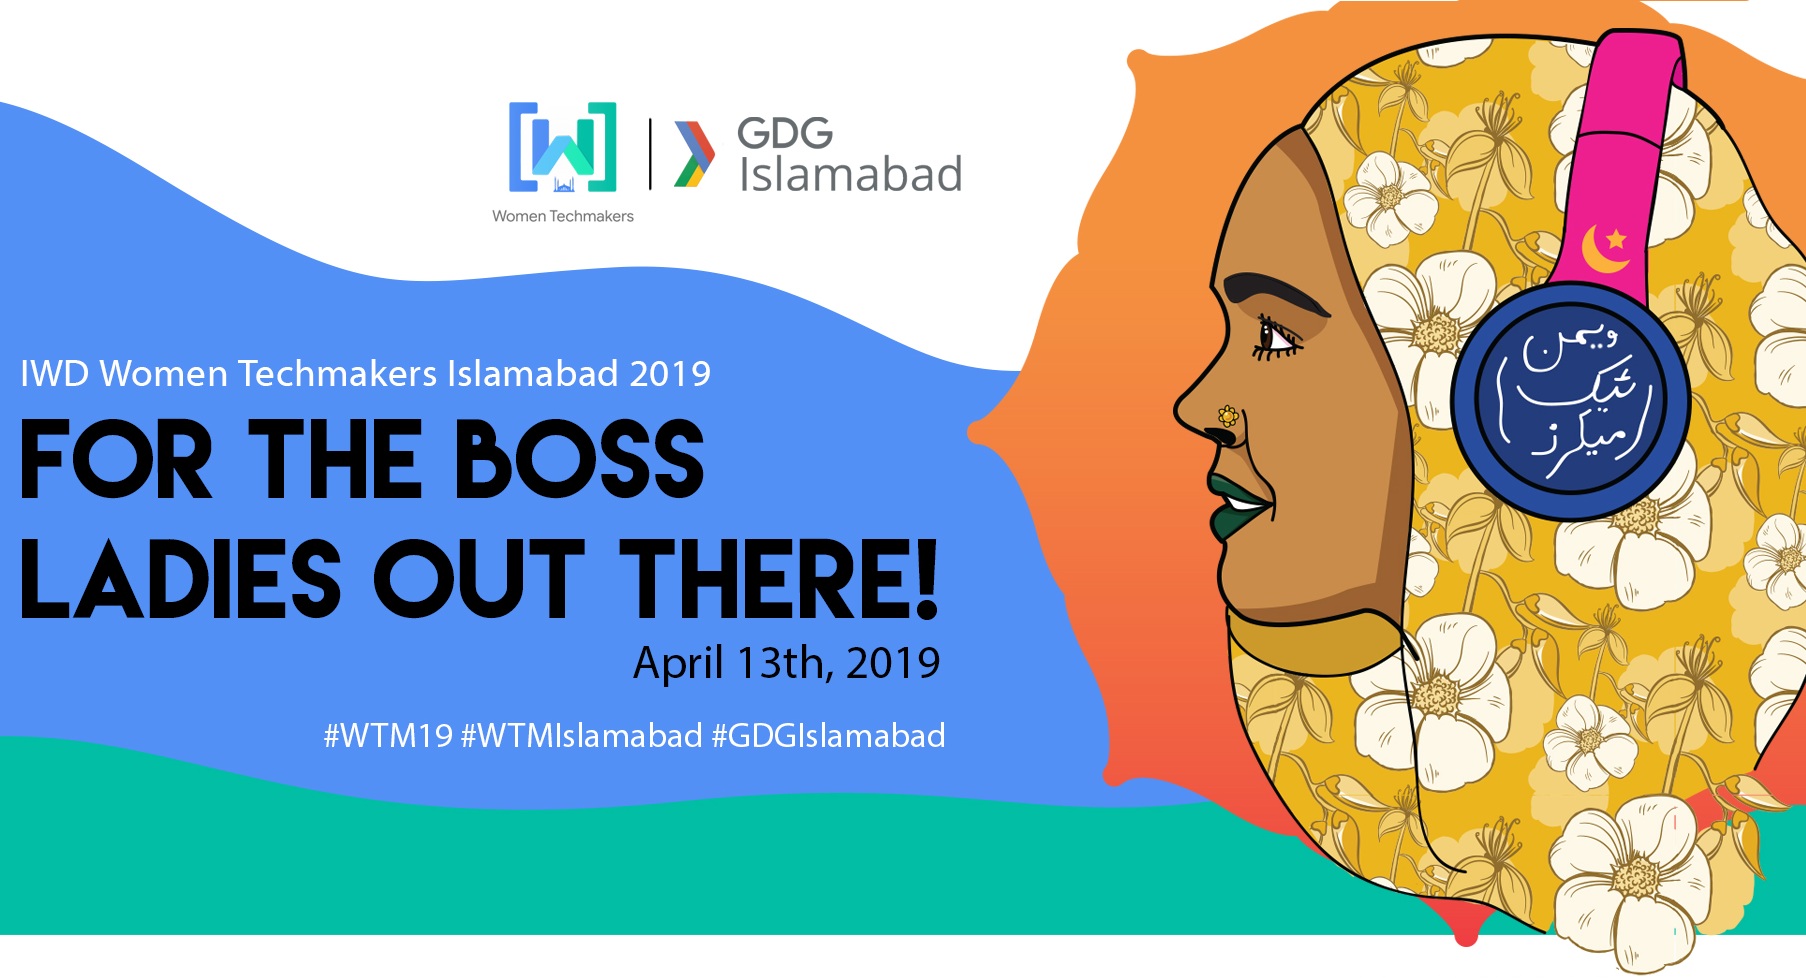 Women Techmakers
GDG
Islamabad
IWD Women Techmakers Islamabad 2019
FOR THE BOSS
LADIES OUT THERE!
April 13th, 2019
#WTM19 #WTMIslamabad #GDGIslamabad
ویمن
ٹیک
میکرز